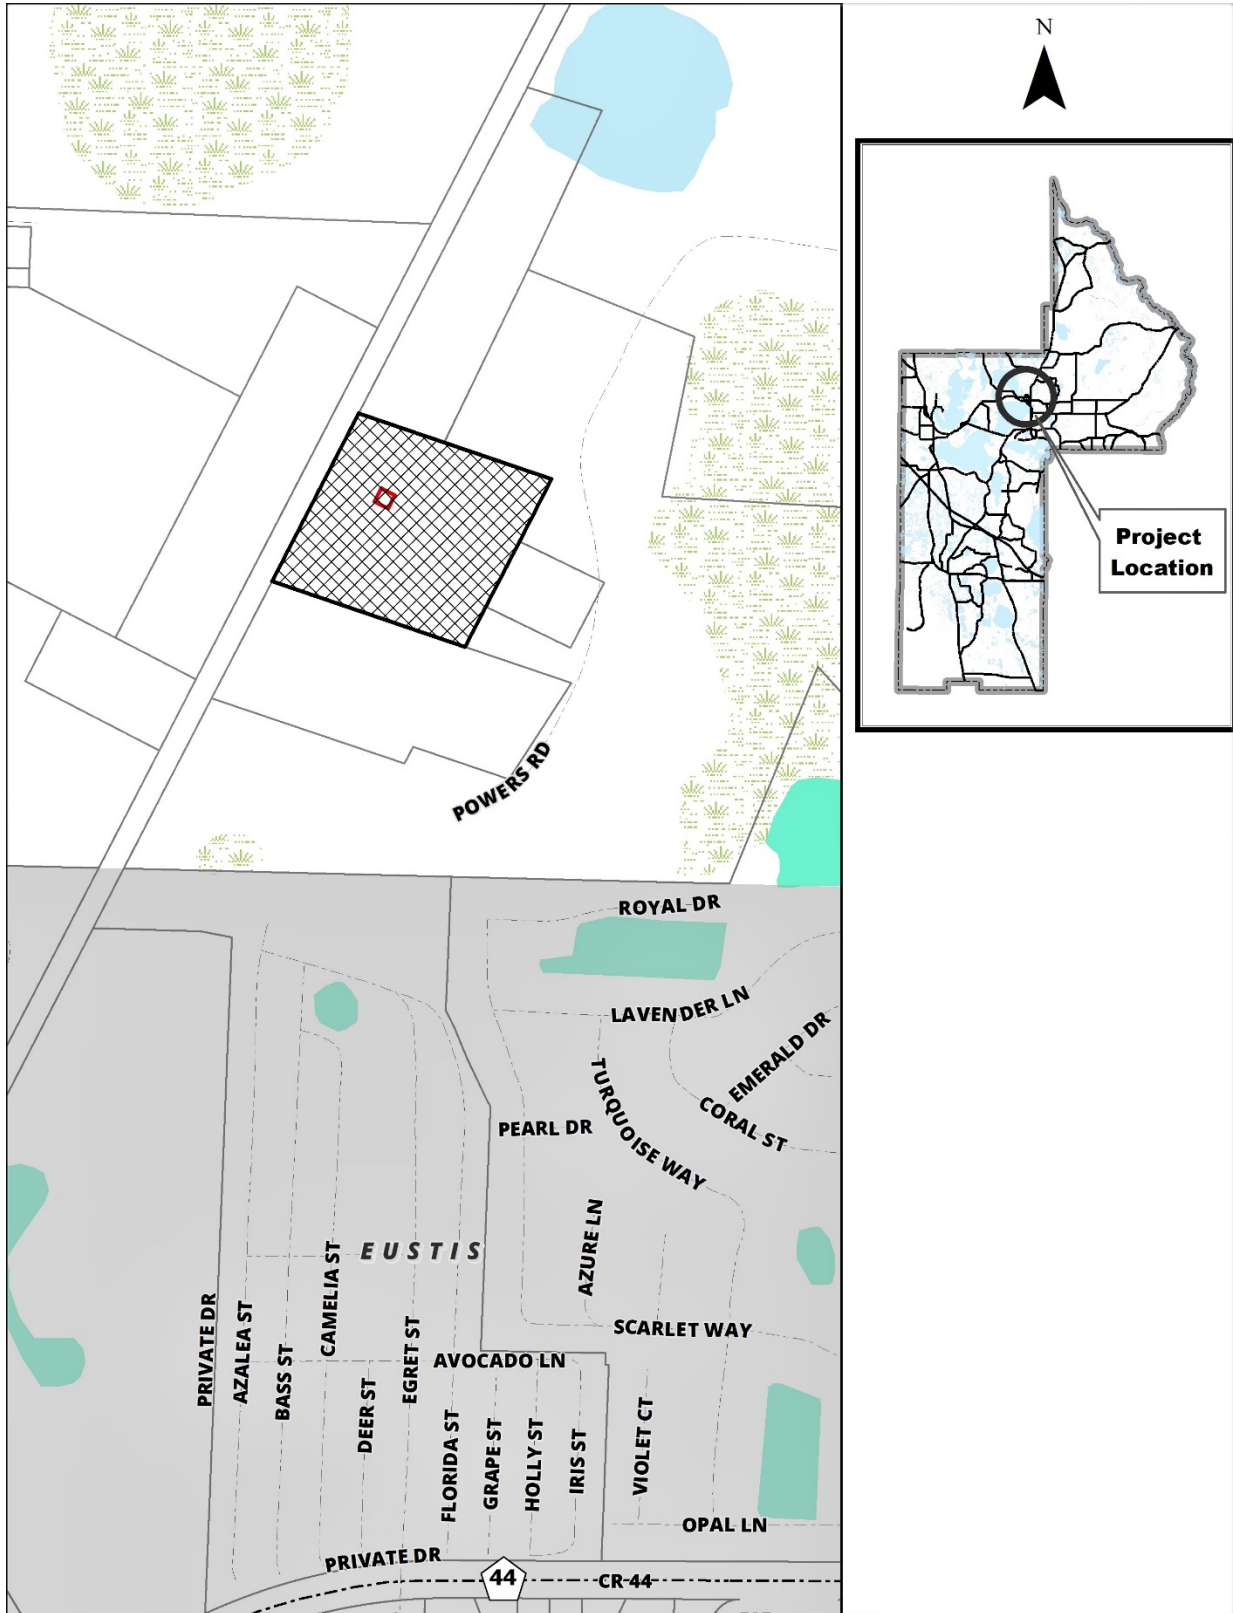 N
Project
Location
POWERS RD
ROYAL DR
LAVENDER LN
EMERALD DR
TURQUOISE WAY
CORAL ST
PEARL DR
AZURE LN
EUSTIS
CAMELIA ST
PRIVATE DR
AZALEA ST
BASS ST
EGRET ST
SCARLET WAY
AVOCADO LN
DEER ST
FLORIDA ST
GRAPE ST
HOLLY ST
IRIS ST
VIOLET CT
OPAL LN
PRIVATE DR
44
CR 44